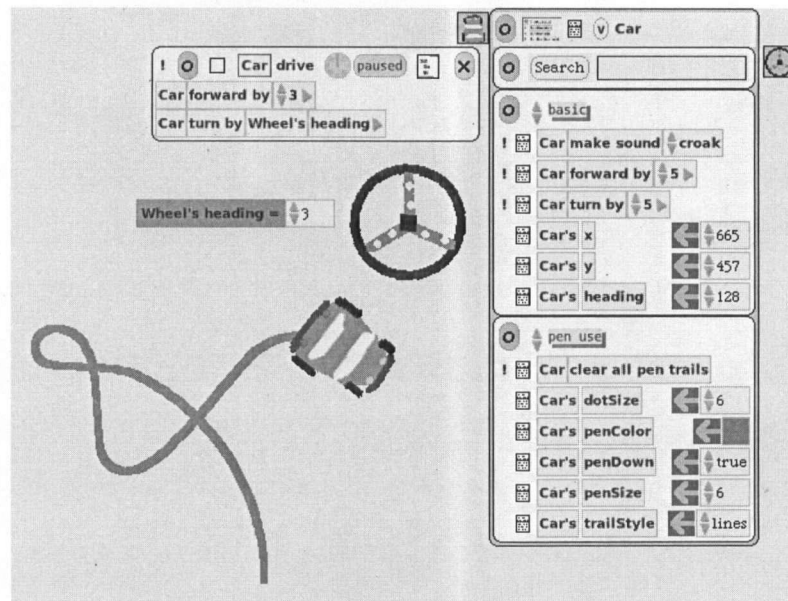 ! O Car drive paused
Car forward by 3
Car turn by Wheel's heading
Wheel's heading = 3
v Car
Search
basic
! Car make sound croak
! Car forward by 5
! Car turn by 5
Car's x 665
Car's y 457
Car's heading 128
pen use
! Car clear all pen trails
Car's dotSize 6
Car's penColor
Car's penDown true
Car's penSize 6
Car's trailStyle lines